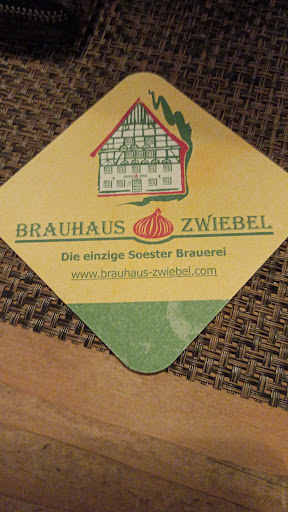 BRAUHAUS ZWIEBEL
Die einzige Soester Brauerei
www.brauhaus-zwiebel.com